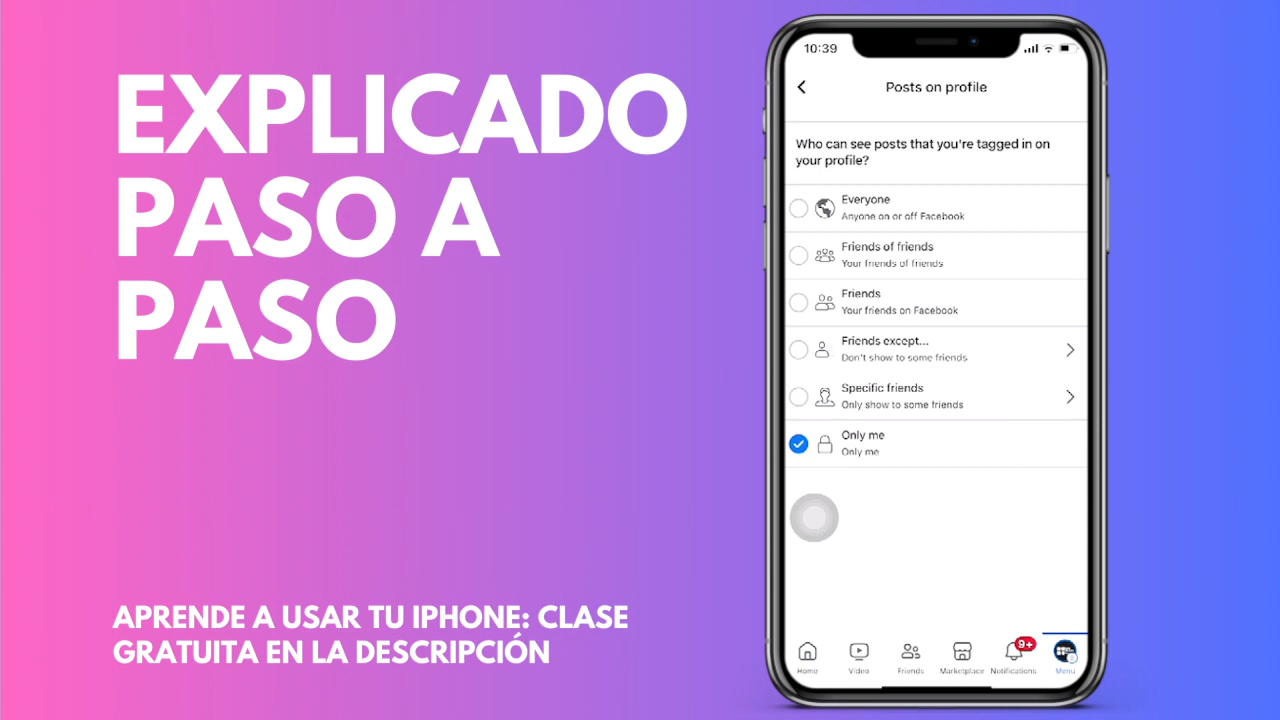 EXPLICADO
PASO A
PASO
APRENDE A USAR TU IPHONE: CLASE
GRATUITA EN LA DESCRIPCIÓN
10:39
Posts on profile
Who can see posts that you're tagged in on
your profile?
Everyone
Anyone on or off Facebook
Friends of friends
Your friends of friends
Friends
Your friends on Facebook
Friends except...
Don't show to some friends
Specific friends
Only show to some friends
Only me
Only me
9+
Home Video Friends Marketplace Notifications Menu